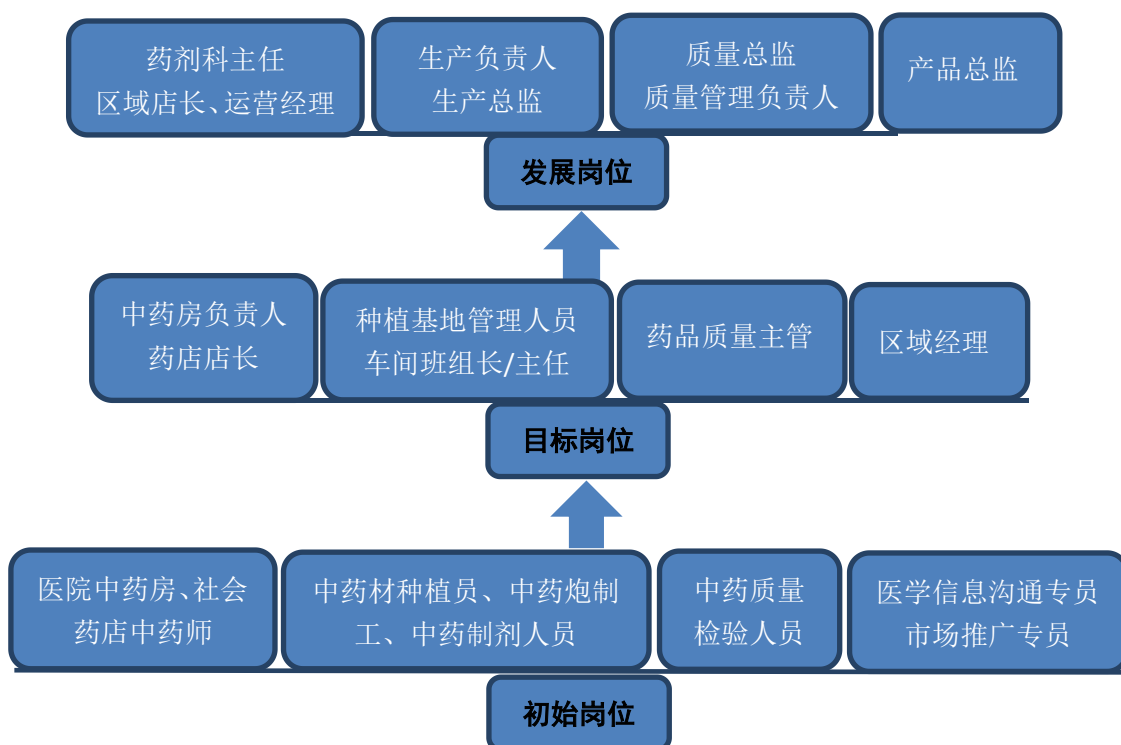 药剂科主任
区域店长、运营经理
生产负责人
生产总监
质量总监
质量管理负责人
产品总监
发展岗位
中药房负责人
药店店长
种植基地管理人员
车间班组长/主任
药品质量主管
区域经理
目标岗位
医院中药房、社会
药店中药师
中药材种植员、中药炮制
工、中药制剂人员
中药质量
检验人员
医学信息沟通专员
市场推广专员
初始岗位